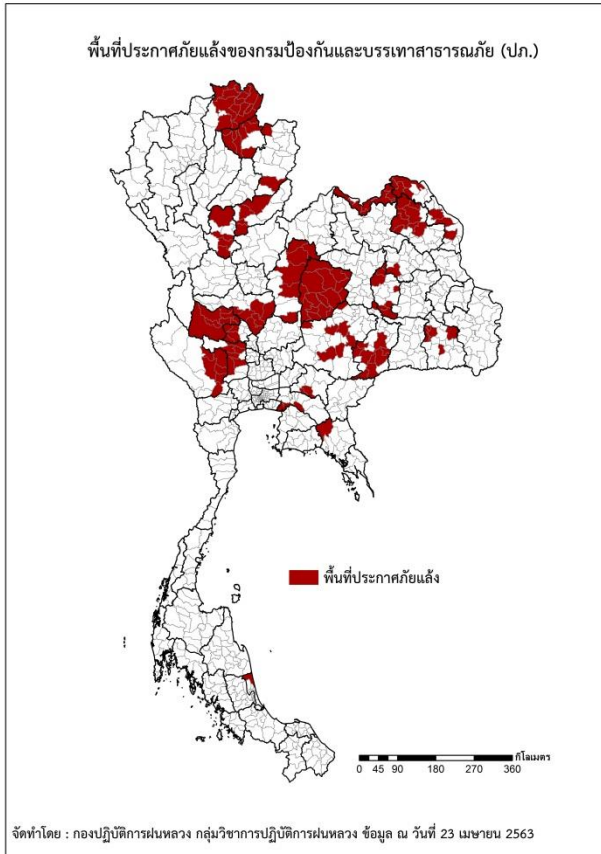 พื้นที่ประกาศภัยแล้งของกรมป้องกันและบรรเทาสาธารณภัย (ปภ.)
พื้นที่ประกาศภัยแล้ง
กิโลเมตร
0 45 90 180 270 360
จัดทำโดย : กองปฏิบัติการฝนหลวง กลุ่มวิชาการปฏิบัติการฝนหลวง ข้อมูล ณ วันที่ 23 เมษายน 2563